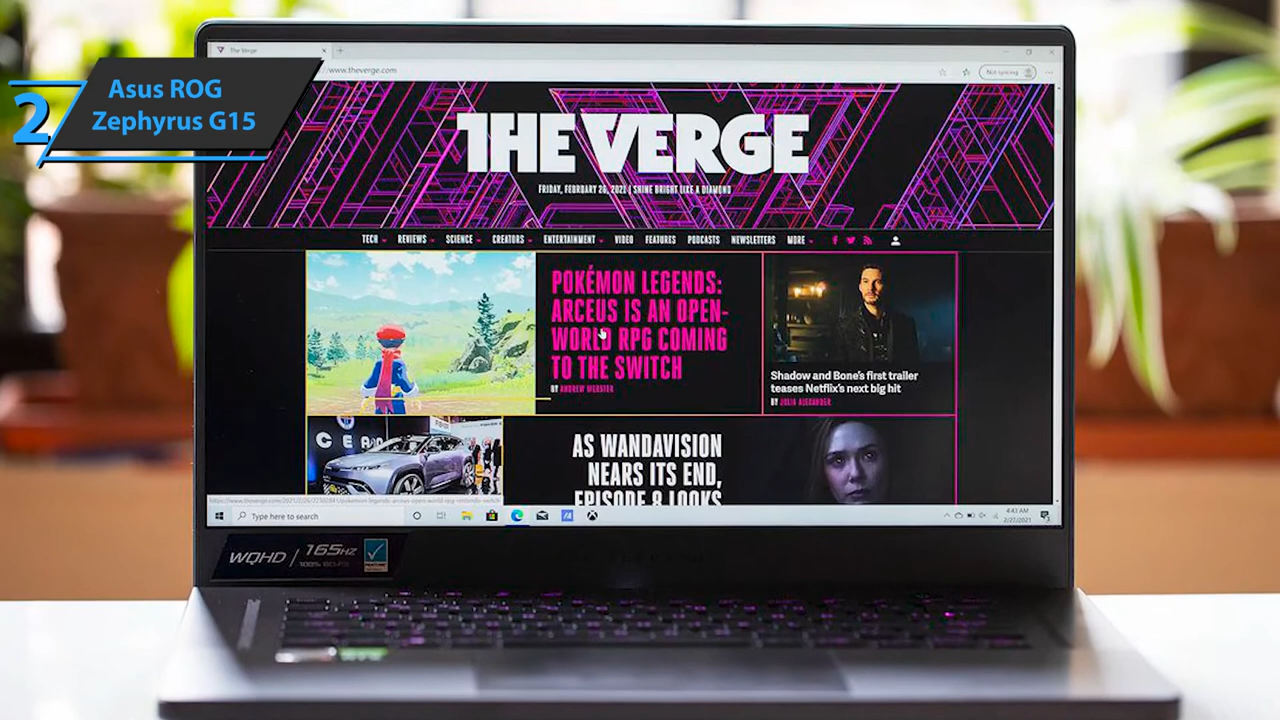 2
Asus ROG
Zephyrus G15
The Verge
www.theverge.com
Not syncing
THE VERGE
FRIDAY, FEBRUARY 26, 2021 | SHINE BRIGHT LIKE A DIAMOND
TECH REVIEWS SCIENCE CREATORS ENTERTAINMENT VIDEO FEATURES PODCASTS NEWSLETTERS MORE
POKÉMON LEGENDS:
ARCEUS IS AN OPEN-
WORLD RPG COMING
TO THE SWITCH
BY ANDREW WEBSTER
Shadow and Bone's first trailer
teases Netflix's next big hit
BY JULIA ALEXANDER
AS WANDAVISION
NEARS ITS END,
EPISODE 8 LOOKS
Type here to search
4:43 AM
2/27/2021
WQHD | 165HZ